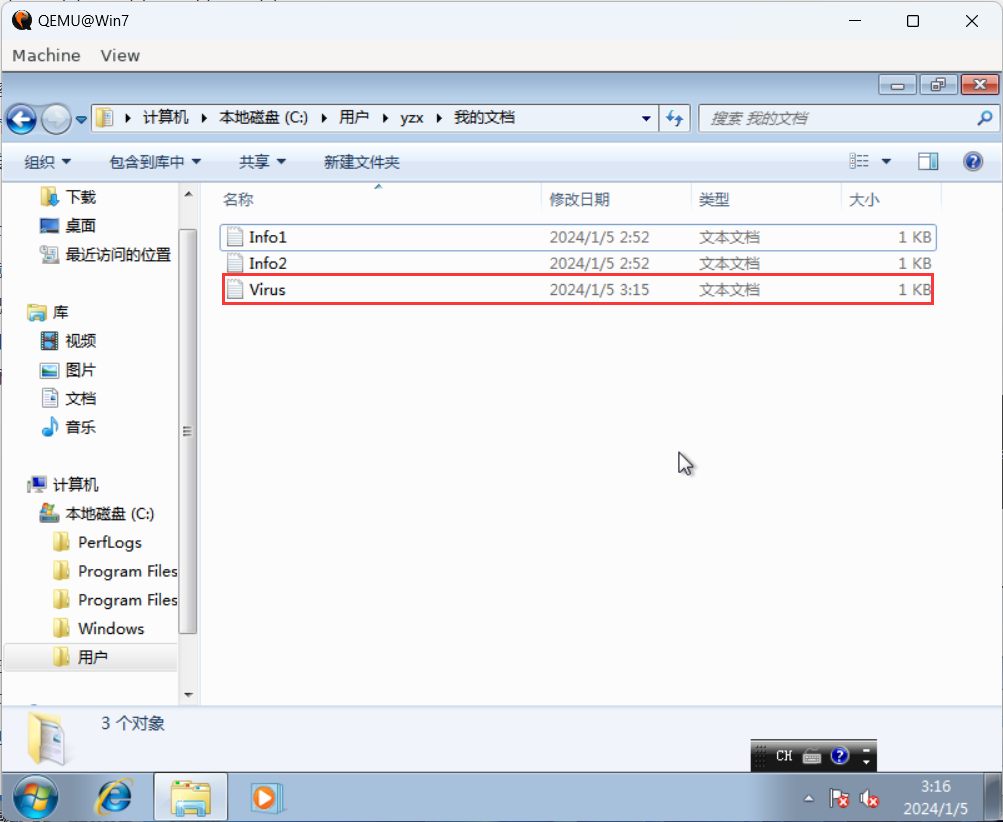 QEMU@Win7
Machine View
计算机 本地磁盘 (C:) 用户 yzx 我的文档 搜索 我的文档
组织 包含到库中 共享 新建文件夹
下载
桌面
最近访问的位置
库
视频
图片
文档
音乐
计算机
本地磁盘 (C:)
PerfLogs
Program Files
Program Files
Windows
用户
名称 修改日期 类型 大小
Info1 2024/1/5 2:52 文本文档 1 KB
Info2 2024/1/5 2:52 文本文档 1 KB
Virus 2024/1/5 3:15 文本文档 1 KB
3 个对象
CH
3:16
2024/1/5